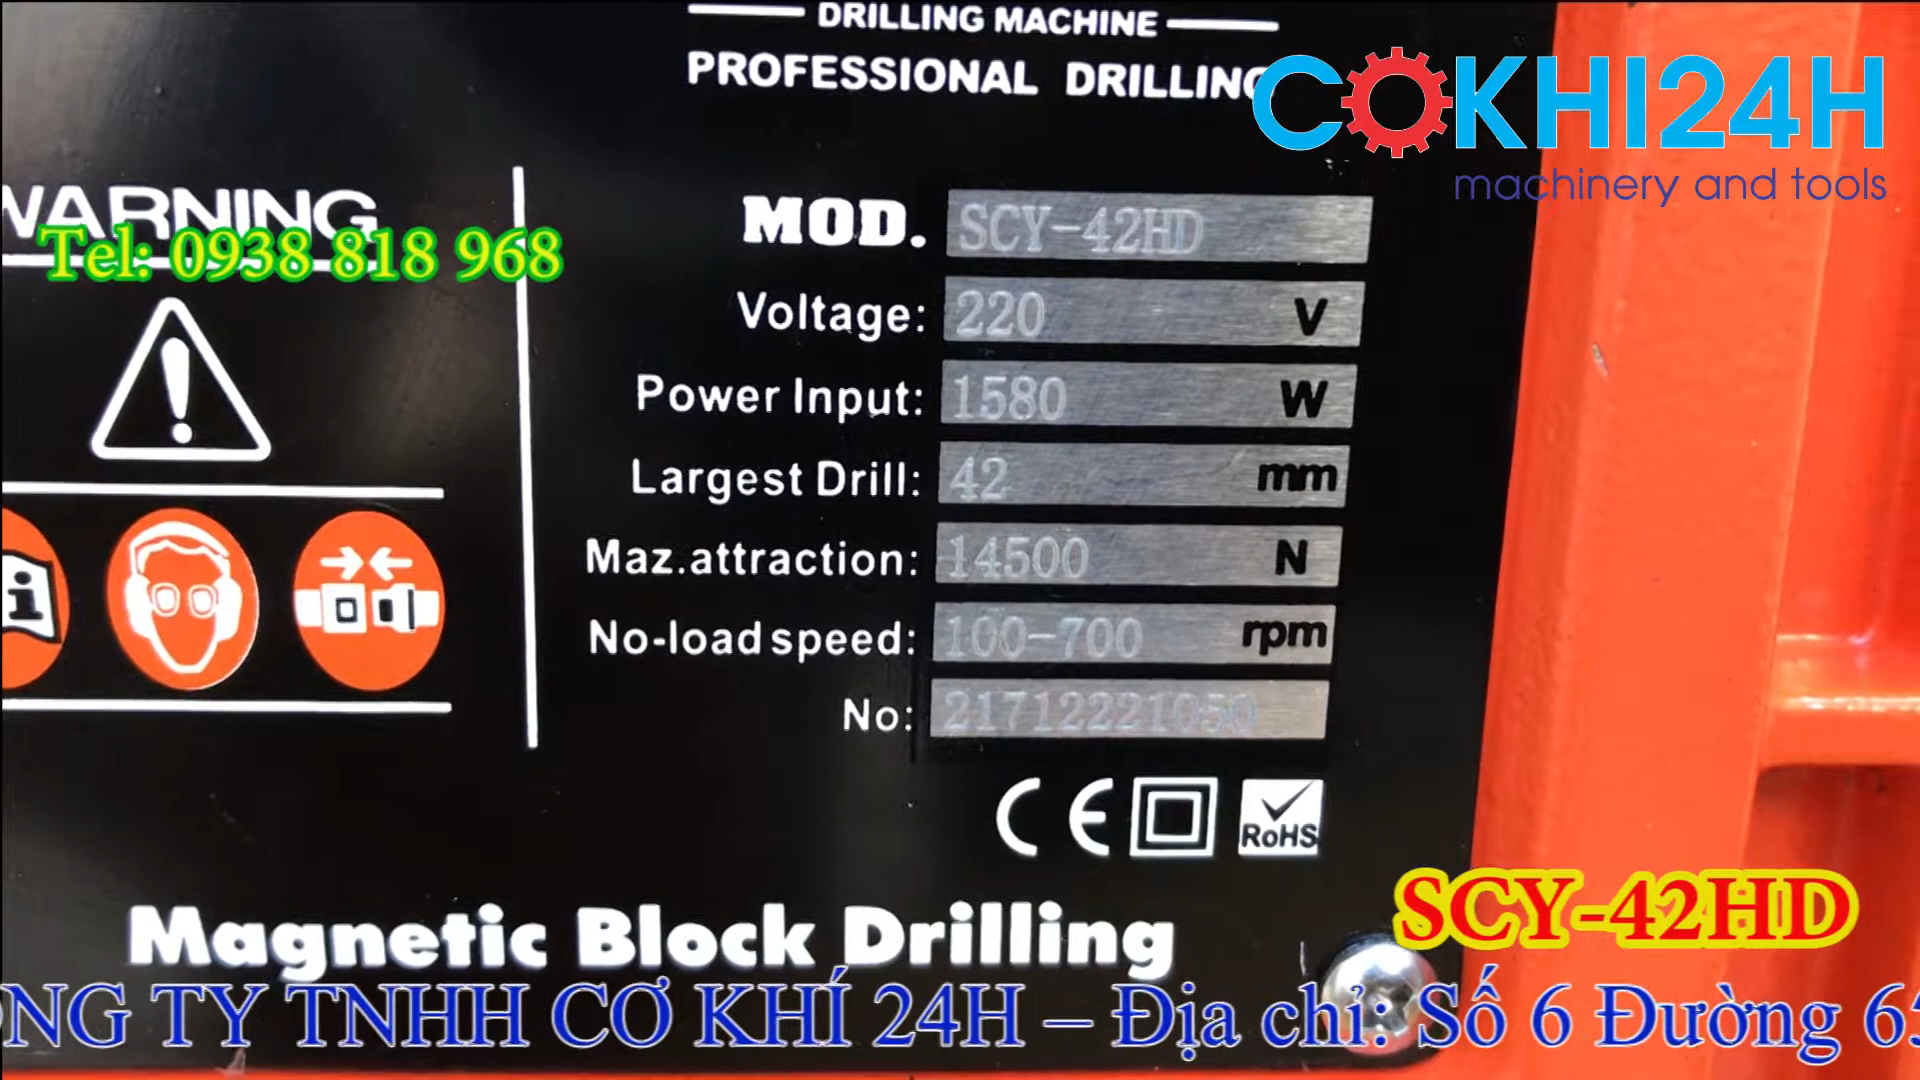 DRILLING MACHINE
PROFESSIONAL DRILLING
COKHI24H
machinery and tools
WARNING
Tel: 0938 818 968
MOD. SCY-42HD
Voltage: 220 V
Power Input: 1580 W
Largest Drill: 42 mm
Maz.attraction: 14500 N
No-load speed: 100-700 rpm
No: 21712221050
i
CE
RoHS
SCY-42HD
Magnetic Block Drilling
NG TY TNHH CƠ KHÍ 24H – Địa chỉ: Số 6 Đường 65